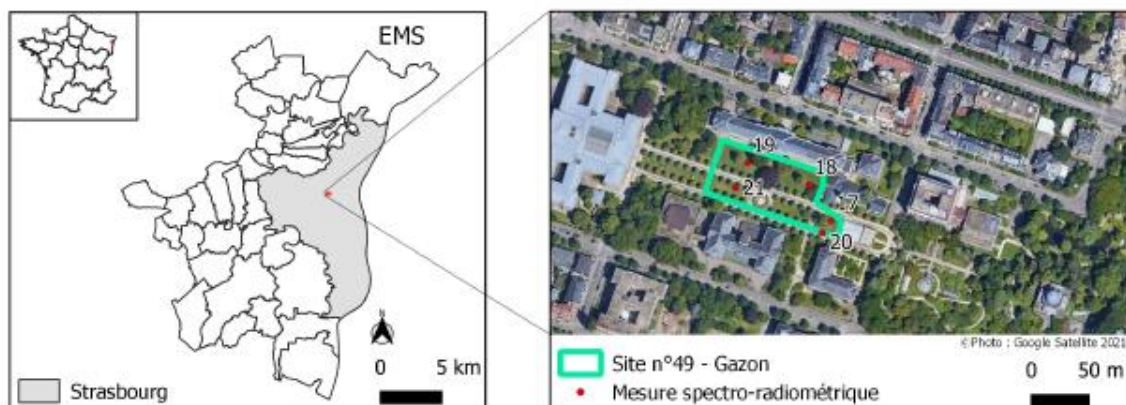 EMS
N
Strasbourg
0 5 km
19
18
21
17
20
© Photo : Google Satellite 2021
Site n°49 - Gazon
Mesure spectro-radiométrique
0 50 m